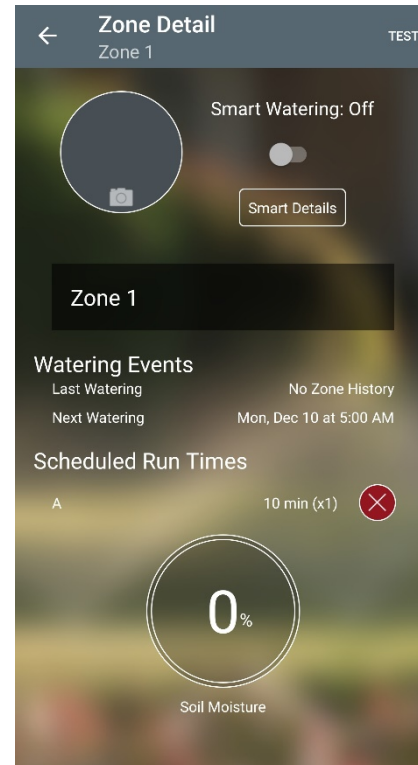 Zone Detail
TEST
Zone 1
Smart Watering: Off
Smart Details
Zone 1
Watering Events
Last Watering No Zone History
Next Watering Mon, Dec 10 at 5:00 AM
Scheduled Run Times
A 10 min (x1)
0%
Soil Moisture